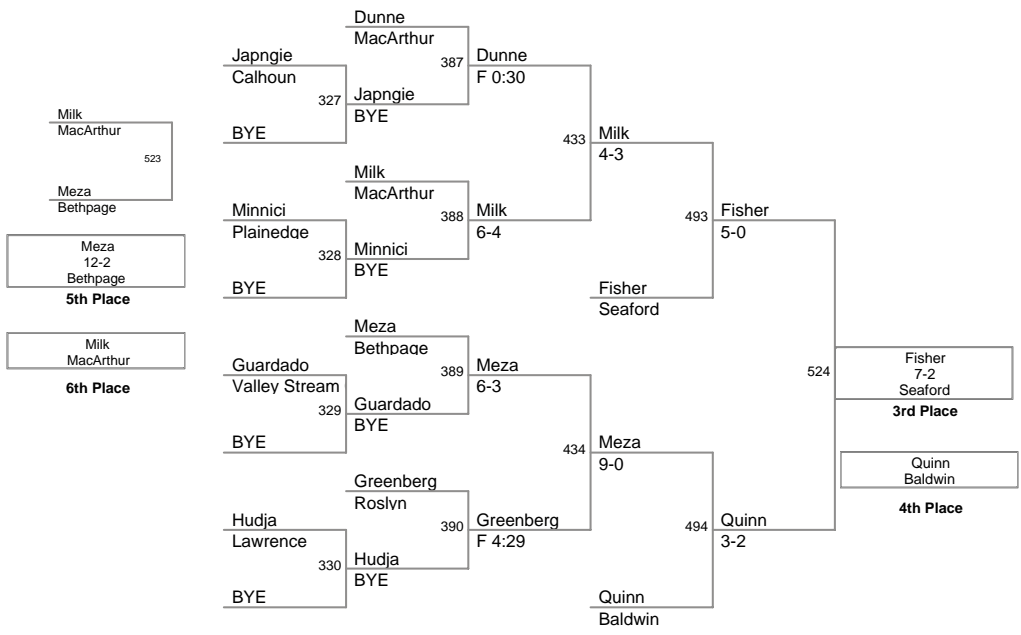 Dunne
MacArthur
Japngie
Calhoun
387
Dunne
F 0:30
327
Japngie
BYE
BYE
Milk
MacArthur
523
Meza
Bethpage
433
Milk
4-3
Milk
MacArthur
Minnici
Plainedge
388
Milk
6-4
493
Fisher
5-0
328
Minnici
BYE
BYE
Meza
12-2
Bethpage
5th Place
Fisher
Seaford
Milk
MacArthur
6th Place
Meza
Bethpage
Guardado
Valley Stream
389
Meza
6-3
329
Guardado
BYE
BYE
524
Fisher
7-2
Seaford
3rd Place
434
Meza
9-0
Quinn
Baldwin
4th Place
Greenberg
Roslyn
Hudja
Lawrence
390
Greenberg
F 4:29
494
Quinn
3-2
330
Hudja
BYE
BYE
Quinn
Baldwin